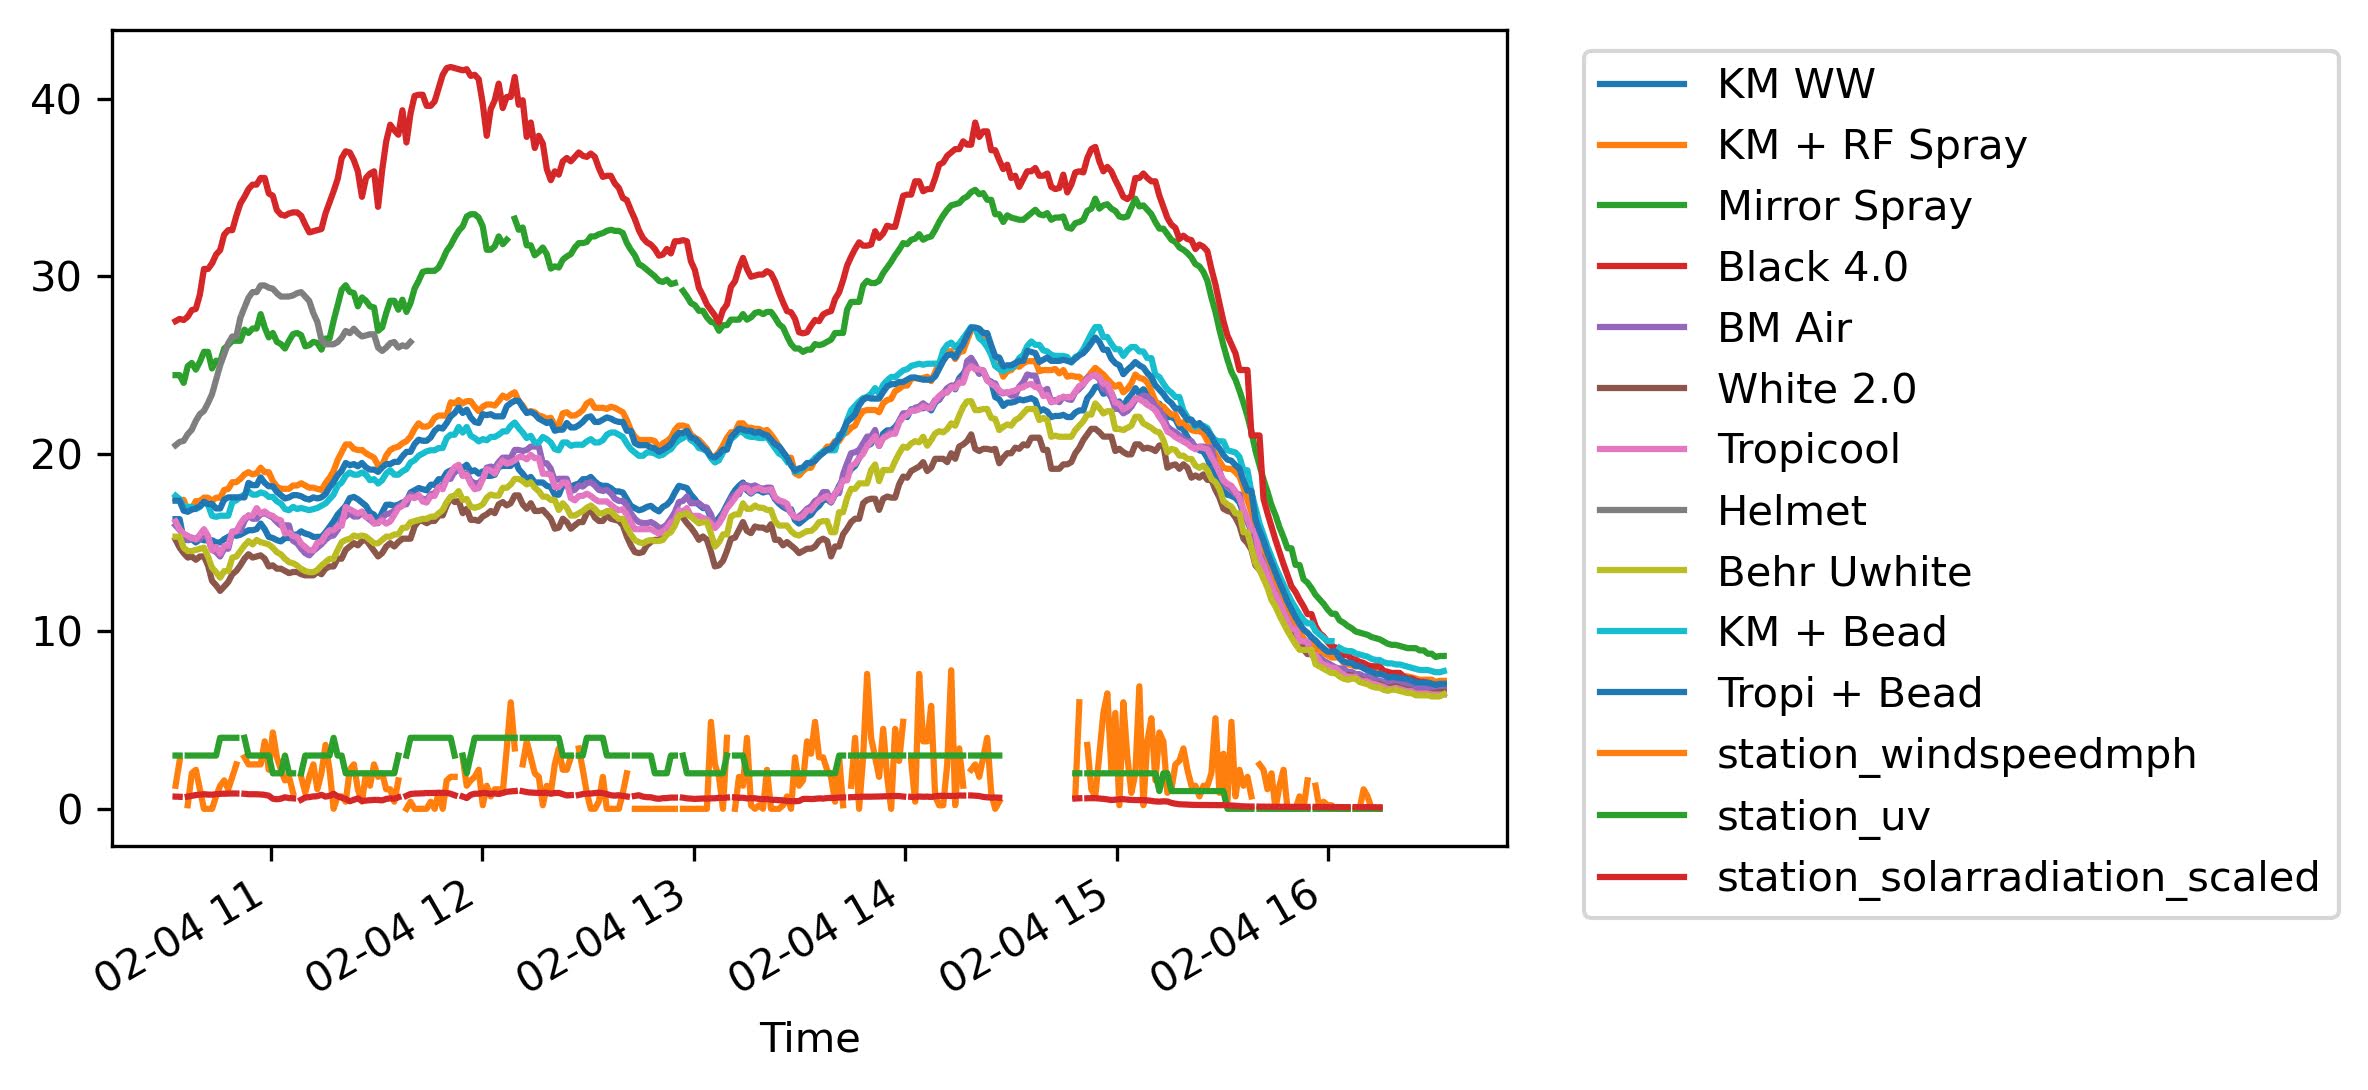 40
30
20
10
0
02-04 11
02-04 12
02-04 13
02-04 14
02-04 15
02-04 16
Time
KM WW
KM + RF Spray
Mirror Spray
Black 4.0
BM Air
White 2.0
Tropicool
Helmet
Behr Uwhite
KM + Bead
Tropi + Bead
station_windspeedmph
station_uv
station_solarradiation_scaled